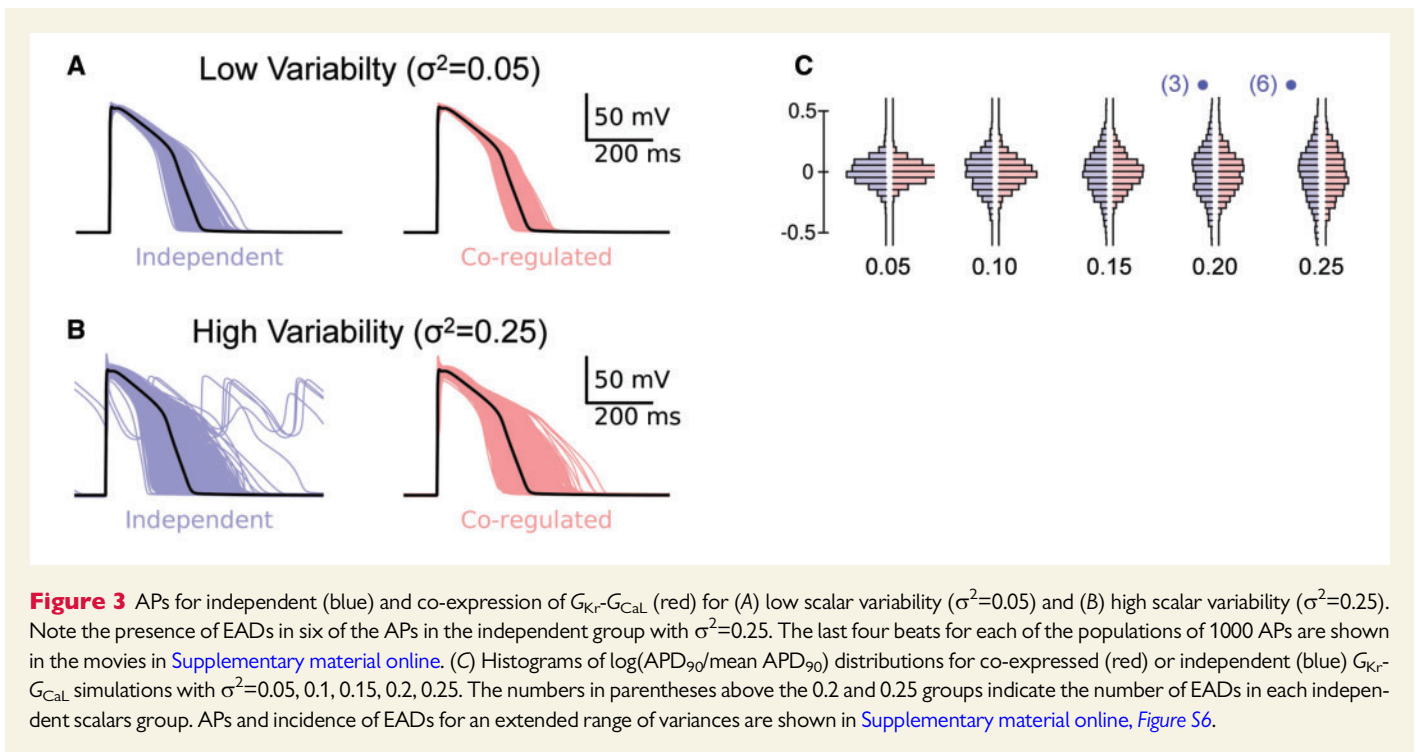 A
Low Variabilty (σ²=0.05)
50 mV
200 ms
Independent
Co-regulated
B
High Variability (σ²=0.25)
50 mV
200 ms
Independent
Co-regulated
C
(3)
(6)
0.5
0
-0.5
0.05 0.10 0.15 0.20 0.25
Figure 3 APs for independent (blue) and co-expression of GKr-GCaL (red) for (A) low scalar variability (σ²=0.05) and (B) high scalar variability (σ²=0.25).
Note the presence of EADs in six of the APs in the independent group with σ²=0.25. The last four beats for each of the populations of 1000 APs are shown
in the movies in Supplementary material online. (C) Histograms of log(APD90/mean APD90) distributions for co-expressed (red) or independent (blue) GKr-
GCaL simulations with σ²=0.05, 0.1, 0.15, 0.2, 0.25. The numbers in parentheses above the 0.2 and 0.25 groups indicate the number of EADs in each indepen-
dent scalars group. APs and incidence of EADs for an extended range of variances are shown in Supplementary material online, Figure S6.